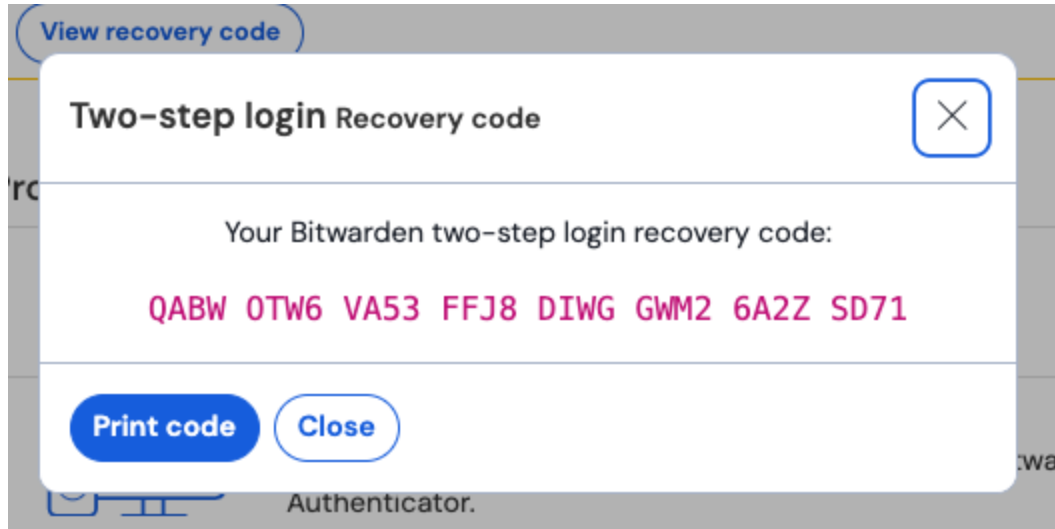 View recovery code
Two-step login Recovery code
Your Bitwarden two-step login recovery code:
QABW OTW6 VA53 FFJ8 DIWG GWM2 6A2Z SD71
Print code Close
Authenticator.